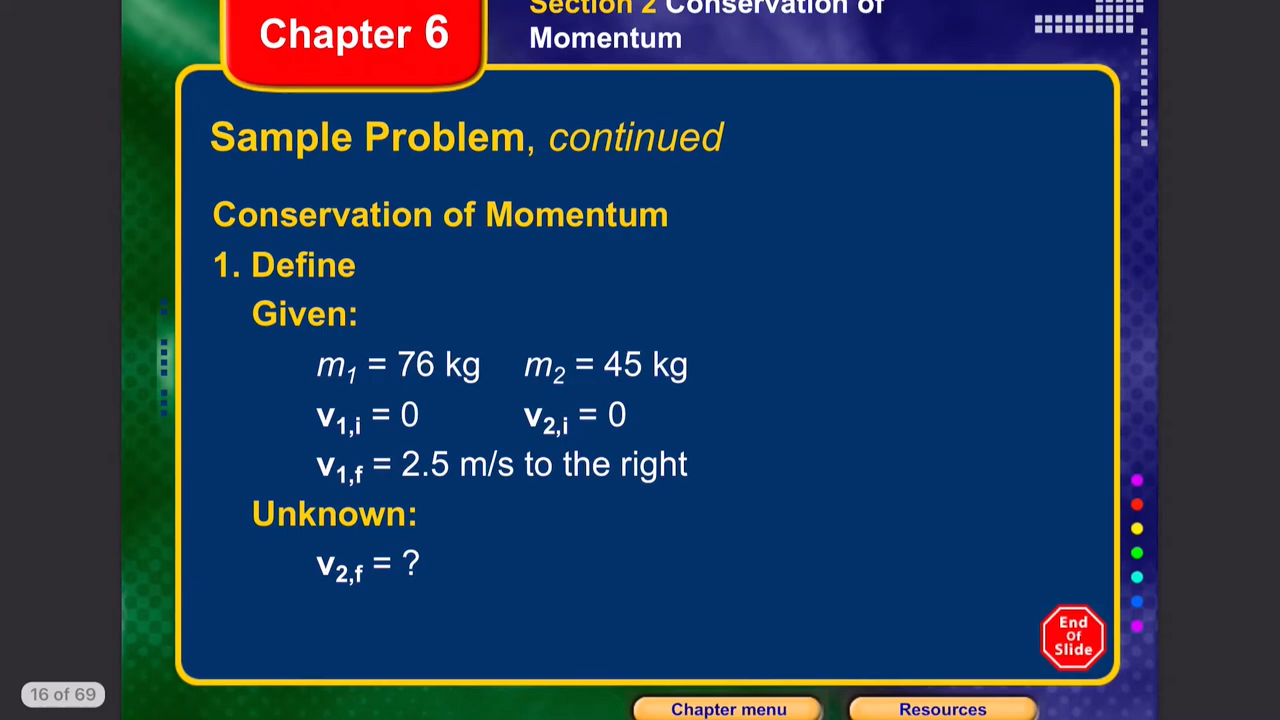 Chapter 6
Section 2 Conservation of
Momentum
Sample Problem, continued
Conservation of Momentum
1. Define
Given:
m1 = 76 kg m2 = 45 kg
v1,i = 0 v2,i = 0
v1,f = 2.5 m/s to the right
Unknown:
v2,f = ?
End
Of
Slide
16 of 69
Chapter menu
Resources